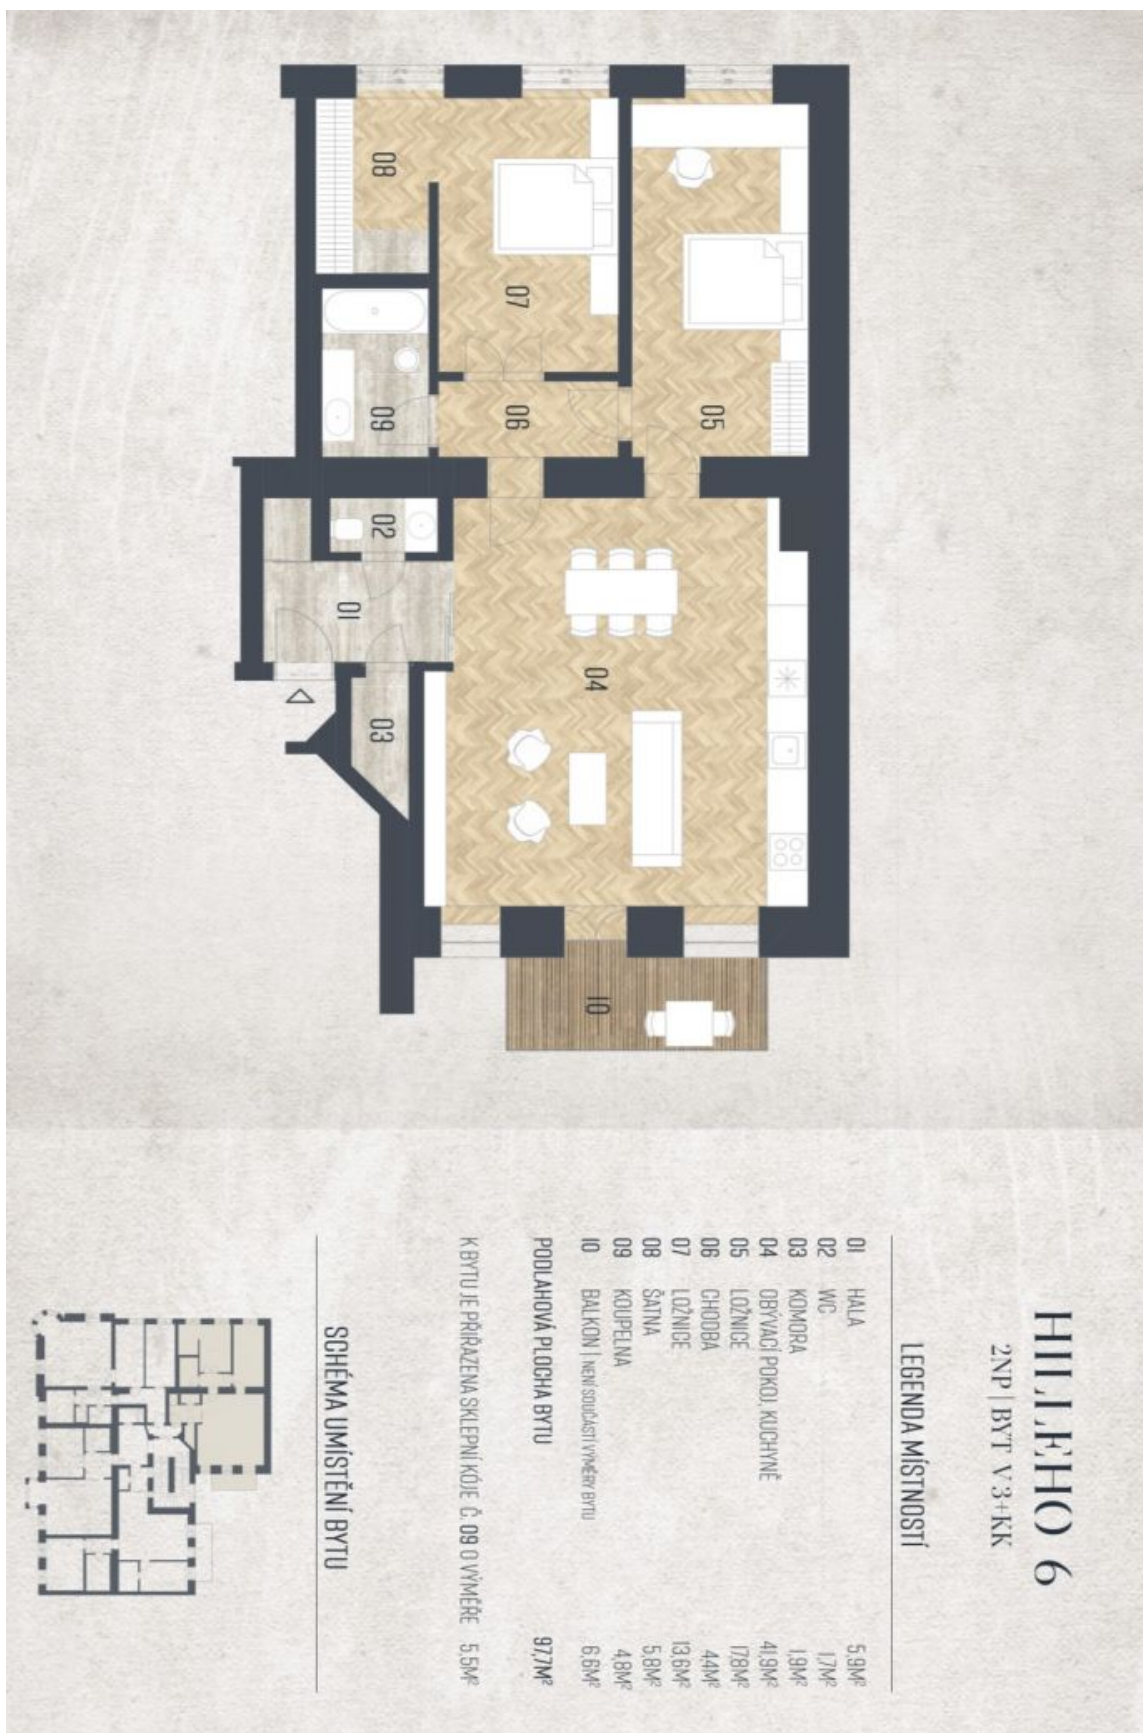 HILLEHO 6
2NP | BYT V 3+KK
LEGENDA MÍSTNOSTÍ
01 HALA 5,9M²
02 WC 1,7M²
03 KOMORA 1,9M²
04 OBÝVACÍ POKOJ, KUCHYNĚ 41,9M²
05 LOŽNICE 17,8M²
06 CHODBA 4,4M²
07 LOŽNICE 13,6M²
08 ŠATNA 5,8M²
09 KOUPELNA 4,8M²
10 BALKON | NENÍ SOUČÁSTÍ VÝMĚRY BYTU 6,6M²
PODLAHOVÁ PLOCHA BYTU 97,7M²
K BYTU JE PŘIŘAZENA SKLEPNÍ KÓJE Č. 09 O VÝMĚŘE 5,5M²
SCHÉMA UMÍSTĚNÍ BYTU
08
07
05
09
06
02
01
04
03
10